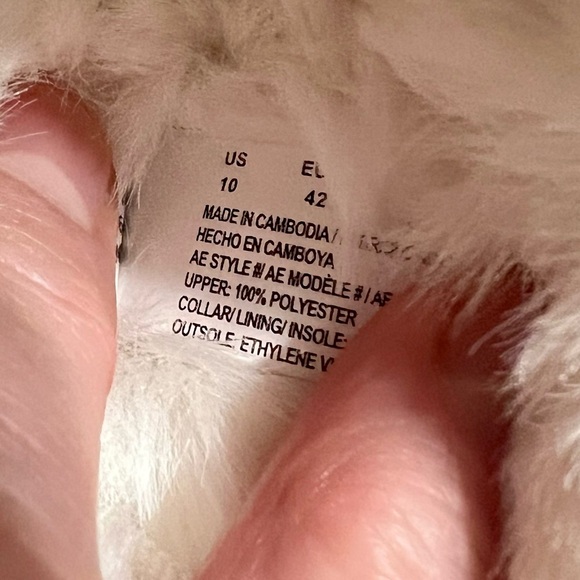 US EU
10 42
MADE IN CAMBODIA/
HECHO EN CAMBOYA
AE STYLE #/ AE MODÈLE # / AE
UPPER: 100% POLYESTER
COLLAR/ LINING/ INSOLE:
OUTSOLE: ETHYLENE